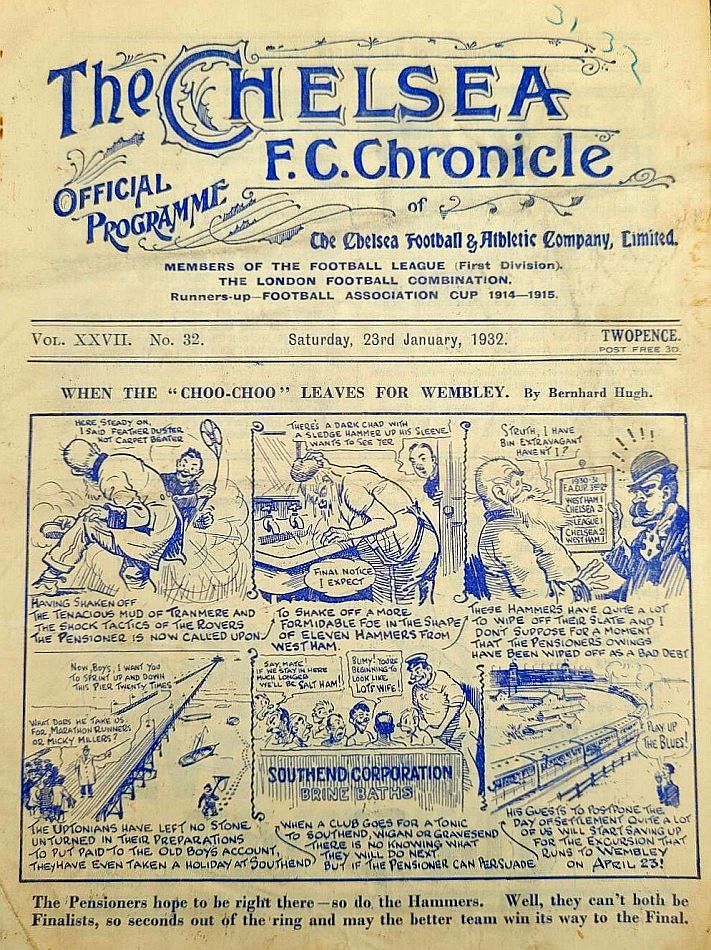 31 32
The Chelsea
F.C. Chronicle
OFFICIAL
PROGRAMME
of
The Chelsea Football & Athletic Company, Limited.
MEMBERS OF THE FOOTBALL LEAGUE (First Division).
THE LONDON FOOTBALL COMBINATION.
Runners-up—FOOTBALL ASSOCIATION CUP 1914—1915.
VOL. XXVII. No. 32.
Saturday, 23rd January, 1932.
TWOPENCE.
POST FREE 3D
WHEN THE "CHOO-CHOO" LEAVES FOR WEMBLEY. By Bernhard Hugh.
HERE, STEADY ON,
I SAID FEATHER DUSTER
NOT CARPET BEATER
HAVING SHAKEN OFF
THE TENACIOUS MUD OF TRANMERE AND
THE SHOCK TACTICS OF THE ROVERS
THE PENSIONER IS NOW CALLED UPON
THERE'S A DARK CHAP WITH
A SLEDGE HAMMER UP HIS SLEEVE
WANTS TO SEE YER
FINAL NOTICE
I EXPECT
TO SHAKE OFF A MORE
FORMIDABLE FOE IN THE SHAPE
OF ELEVEN HAMMERS FROM
WEST HAM.
STRUTH, I HAVE
BIN EXTRAVAGANT
HAVEN'T I?
1930-31
F.A. CUP 3RD R
WEST HAM 1
CHELSEA 3
LEAGUE
CHELSEA 2
WEST HAM 1
THESE HAMMERS HAVE QUITE A LOT
TO WIPE OFF THEIR SLATE AND I
DON'T SUPPOSE FOR A MOMENT
THAT THE PENSIONERS OWINGS
HAVE BEEN WIPED OFF AS A BAD DEBT
NOW, BOYS, I WANT YOU
TO SPRINT UP AND DOWN
THIS PIER TWENTY TIMES
WHAT DOES HE TAKE US
FOR MARATHON RUNNERS
OR MICKY MILLERS?
THE UPTONIANS HAVE LEFT NO STONE
UNTURNED IN THEIR PREPARATIONS
TO PUT PAID TO THE OLD BOYS ACCOUNT,
THEY HAVE EVEN TAKEN A HOLIDAY AT SOUTHEND
SAY, MATE!
IF WE STAY IN HERE
MUCH LONGER
WE'LL BE SALT HAM!
BLIMY! YOU'RE
BEGINNING TO
LOOK LIKE
LOTS WIFE!
SC
SOUTHEND CORPORATION
BRINE BATHS
WHEN A CLUB GOES FOR A TONIC
TO SOUTHEND, WIGAN OR GRAVESEND
THERE IS NO KNOWING WHAT
THEY WILL DO NEXT
BUT IF THE PENSIONER CAN PERSUADE
PLAY UP
THE BLUES!
HIS GUESTS TO POSTPONE THE
DAY OF SETTLEMENT QUITE A LOT
OF US WILL START SAVING UP
FOR THE EXCURSION THAT
RUNS TO WEMBLEY
ON APRIL 23!
The Pensioners hope to be right there—so do the Hammers. Well, they can't both be
Finalists, so seconds out of the ring and may the better team win its way to the Final.